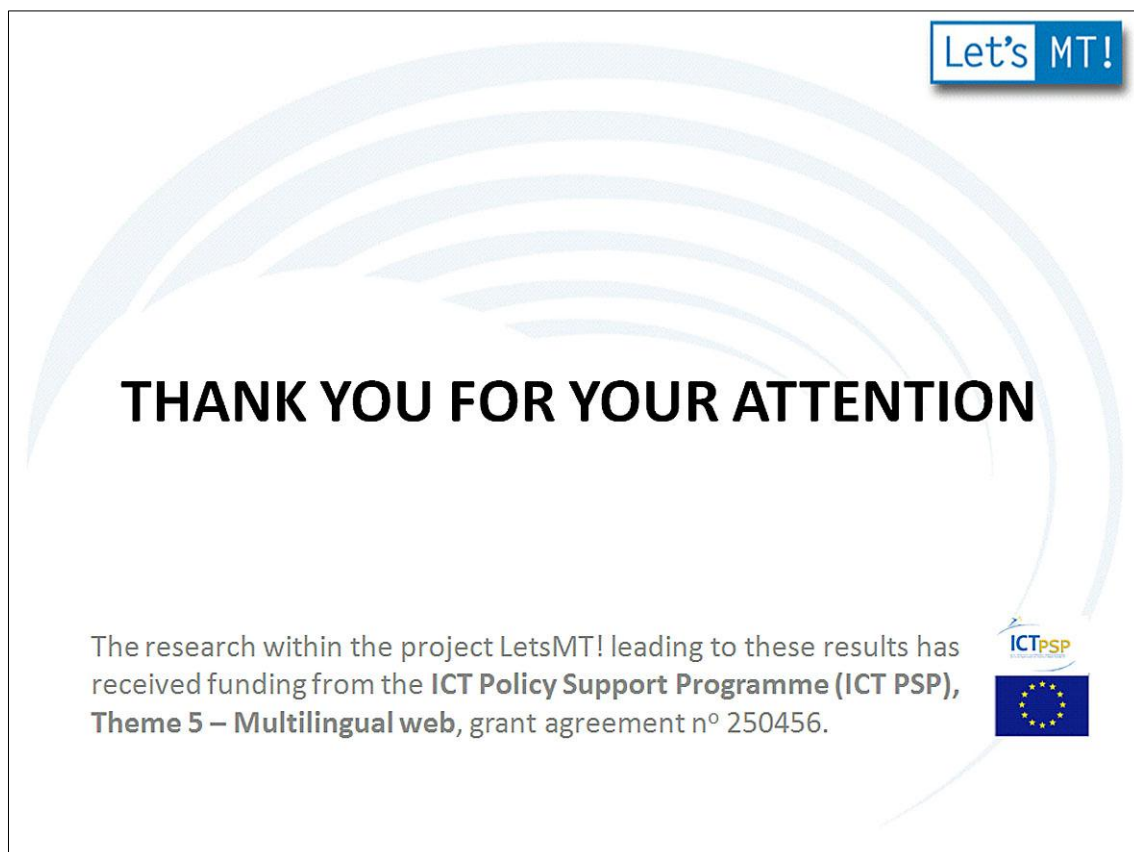 Let's MT!
THANK YOU FOR YOUR ATTENTION
The research within the project LetsMT! leading to these results has
received funding from the ICT Policy Support Programme (ICT PSP),
Theme 5 – Multilingual web, grant agreement nº 250456.
ICTPSP